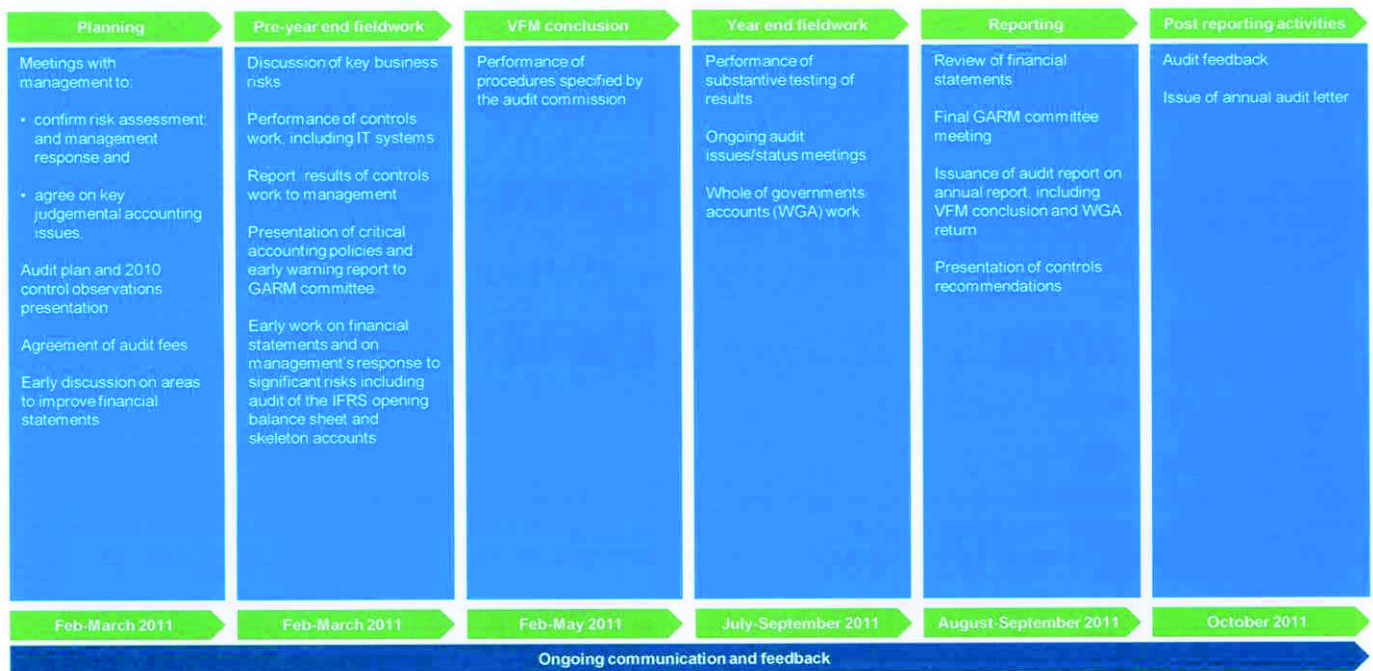 Planning
Pre-year end fieldwork
VFM conclusion
Year end fieldwork
Reporting
Post reporting activities
Meetings with
management to:
• confirm risk assessment;
and management
response and
• agree on key
judgemental accounting
issues.
Audit plan and 2010
control observations
presentation
Agreement of audit fees
Early discussion on areas
to improve financial
statements
Discussion of key business
risks
Performance of controls
work, including IT systems
Report results of controls
work to management
Presentation of critical
accounting policies and
early warning report to
GARM committee
Early work on financial
statements and on
management's response to
significant risks including
audit of the IFRS opening
balance sheet and
skeleton accounts
Performance of
procedures specified by
the audit commission
Performance of
substantive testing of
results
Ongoing audit
issues/status meetings
Whole of governments
accounts (WGA) work
Review of financial
statements
Final GARM committee
meeting
Issuance of audit report on
annual report, including
VFM conclusion and WGA
return
Presentation of controls
recommendations
Audit feedback
Issue of annual audit letter
Feb-March 2011
Feb-March 2011
Feb-May 2011
July-September 2011
August-September 2011
October 2011
Ongoing communication and feedback